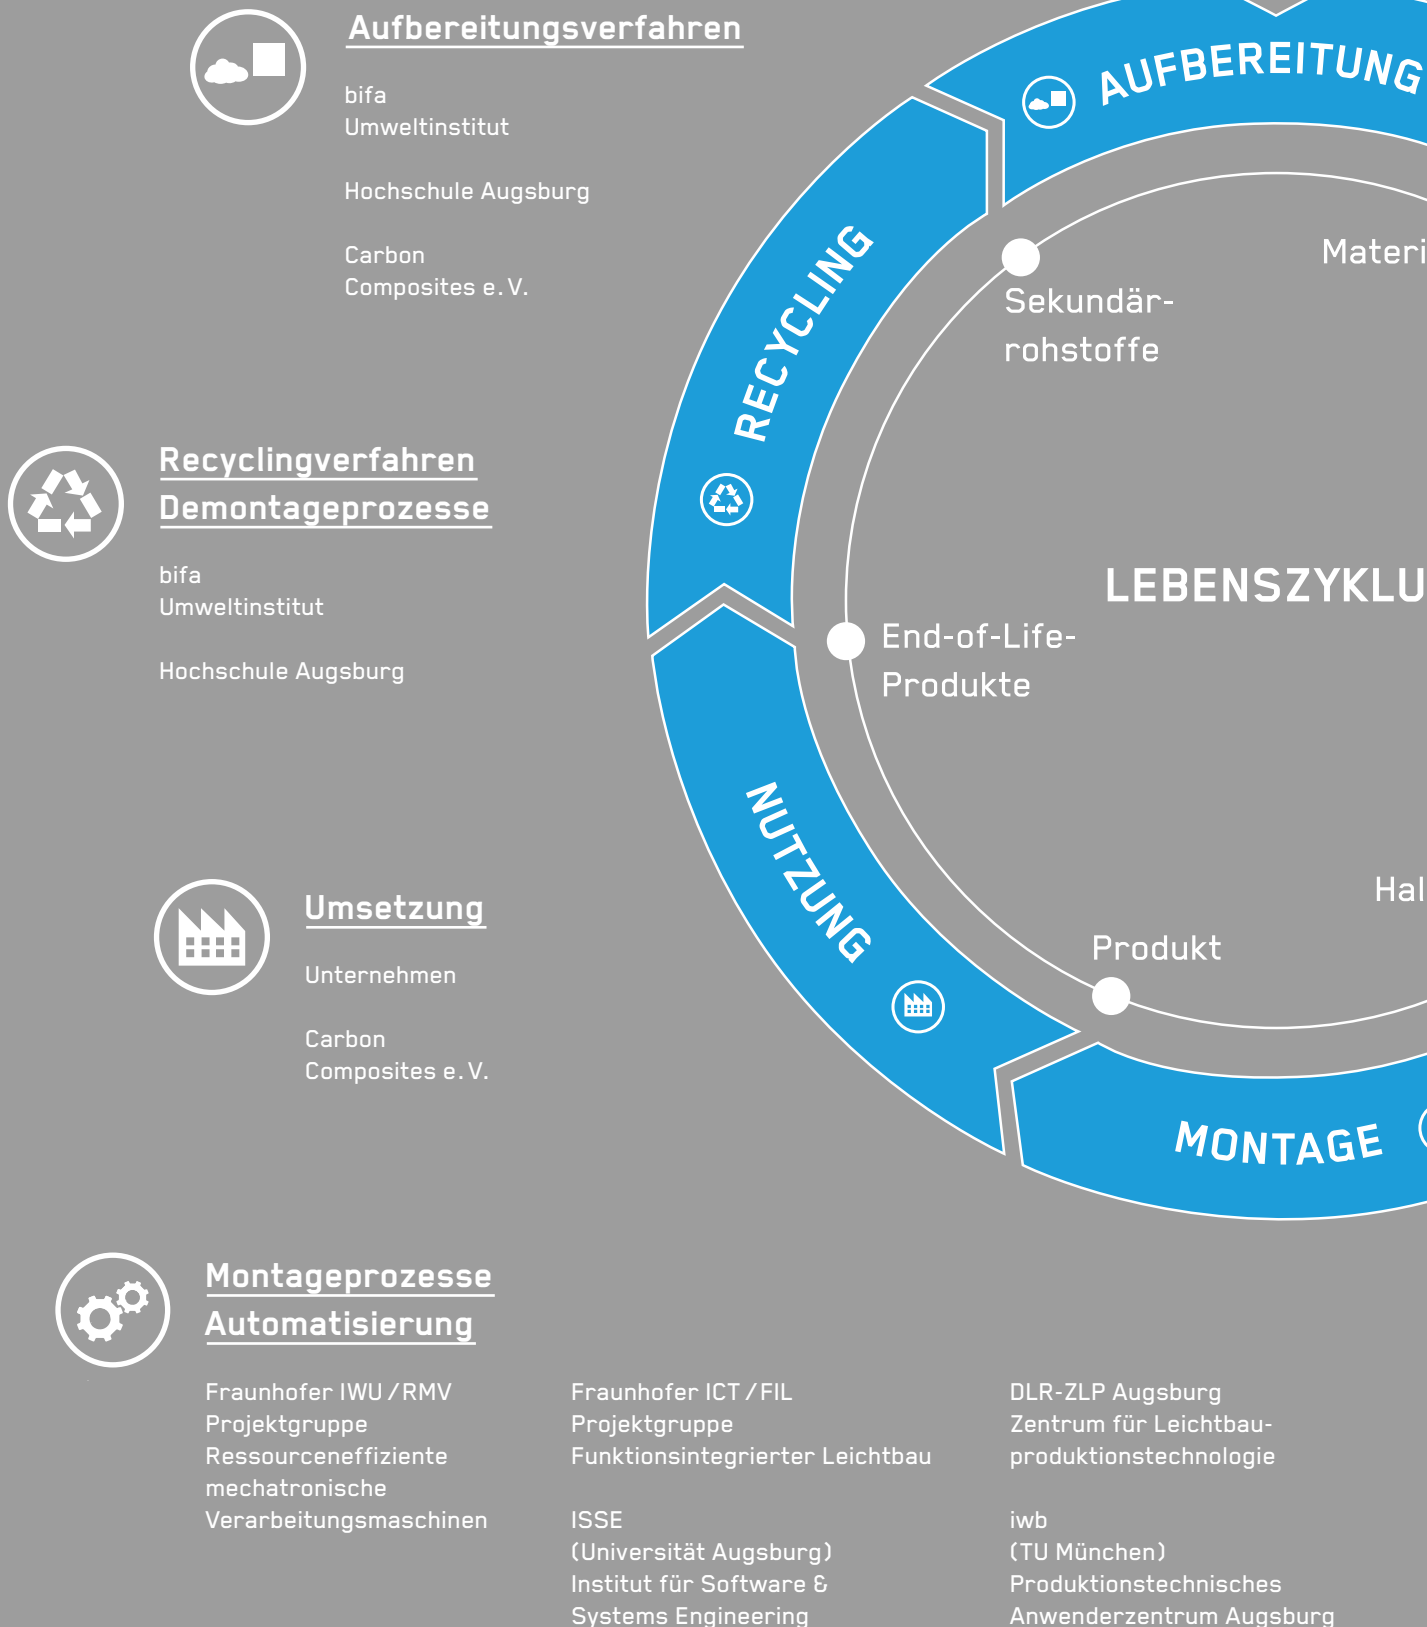 Aufbereitungsverfahren
bifa
Umweltinstitut
Hochschule Augsburg
Carbon
Composites e.V.
AUFBEREITUNG
RECYCLING
Materi
Sekundär-
rohstoffe
Recyclingverfahren
Demontageprozesse
bifa
Umweltinstitut
Hochschule Augsburg
LEBENSZYKLU
End-of-Life-
Produkte
NUTZUNG
Hal
Produkt
Umsetzung
Unternehmen
Carbon
Composites e.V.
MONTAGE
Montageprozesse
Automatisierung
Fraunhofer IWU/RMV
Projektgruppe
Ressourceneffiziente
mechatronische
Verarbeitungsmaschinen
Fraunhofer ICT/FIL
Projektgruppe
Funktionsintegrierter Leichtbau
ISSE
(Universität Augsburg)
Institut für Software &
Systems Engineering
DLR-ZLP Augsburg
Zentrum für Leichtbau-
produktionstechnologie
iwb
(TU München)
Produktionstechnisches
Anwenderzentrum Augsburg